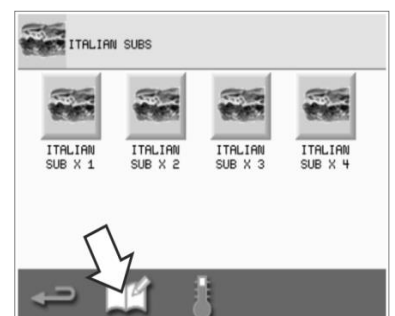 ITALIAN SUBS
ITALIAN
SUB X 1
ITALIAN
SUB X 2
ITALIAN
SUB X 3
ITALIAN
SUB X 4